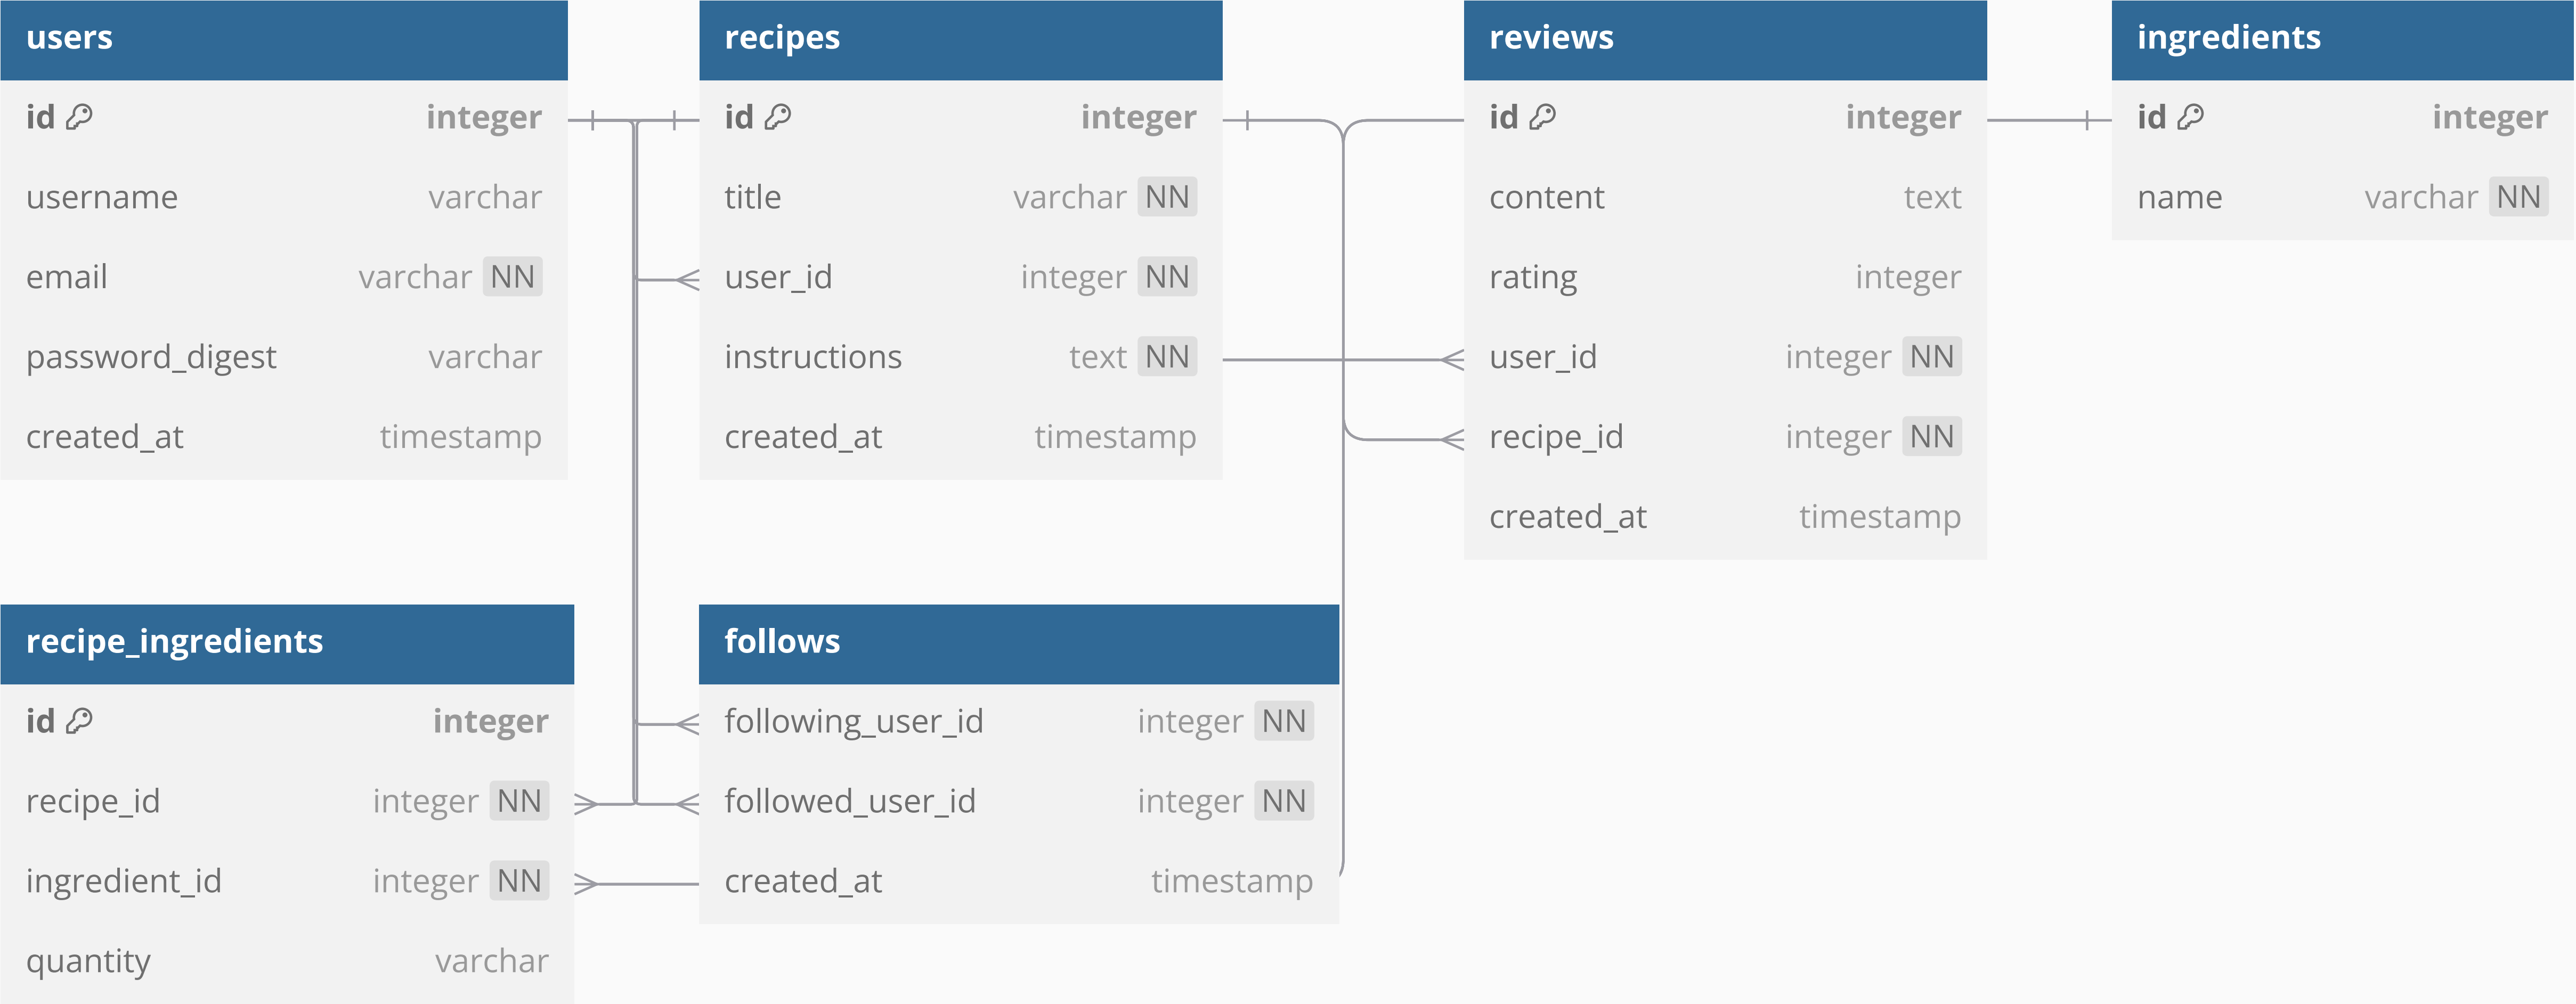 users
id integer
username varchar
email varchar NN
password_digest varchar
created_at timestamp
recipes
id integer
title varchar NN
user_id integer NN
instructions text NN
created_at timestamp
reviews
id integer
content text
rating integer
user_id integer NN
recipe_id integer NN
created_at timestamp
ingredients
id integer
name varchar NN
recipe_ingredients
id integer
recipe_id integer NN
ingredient_id integer NN
quantity varchar
follows
following_user_id integer NN
followed_user_id integer NN
created_at timestamp